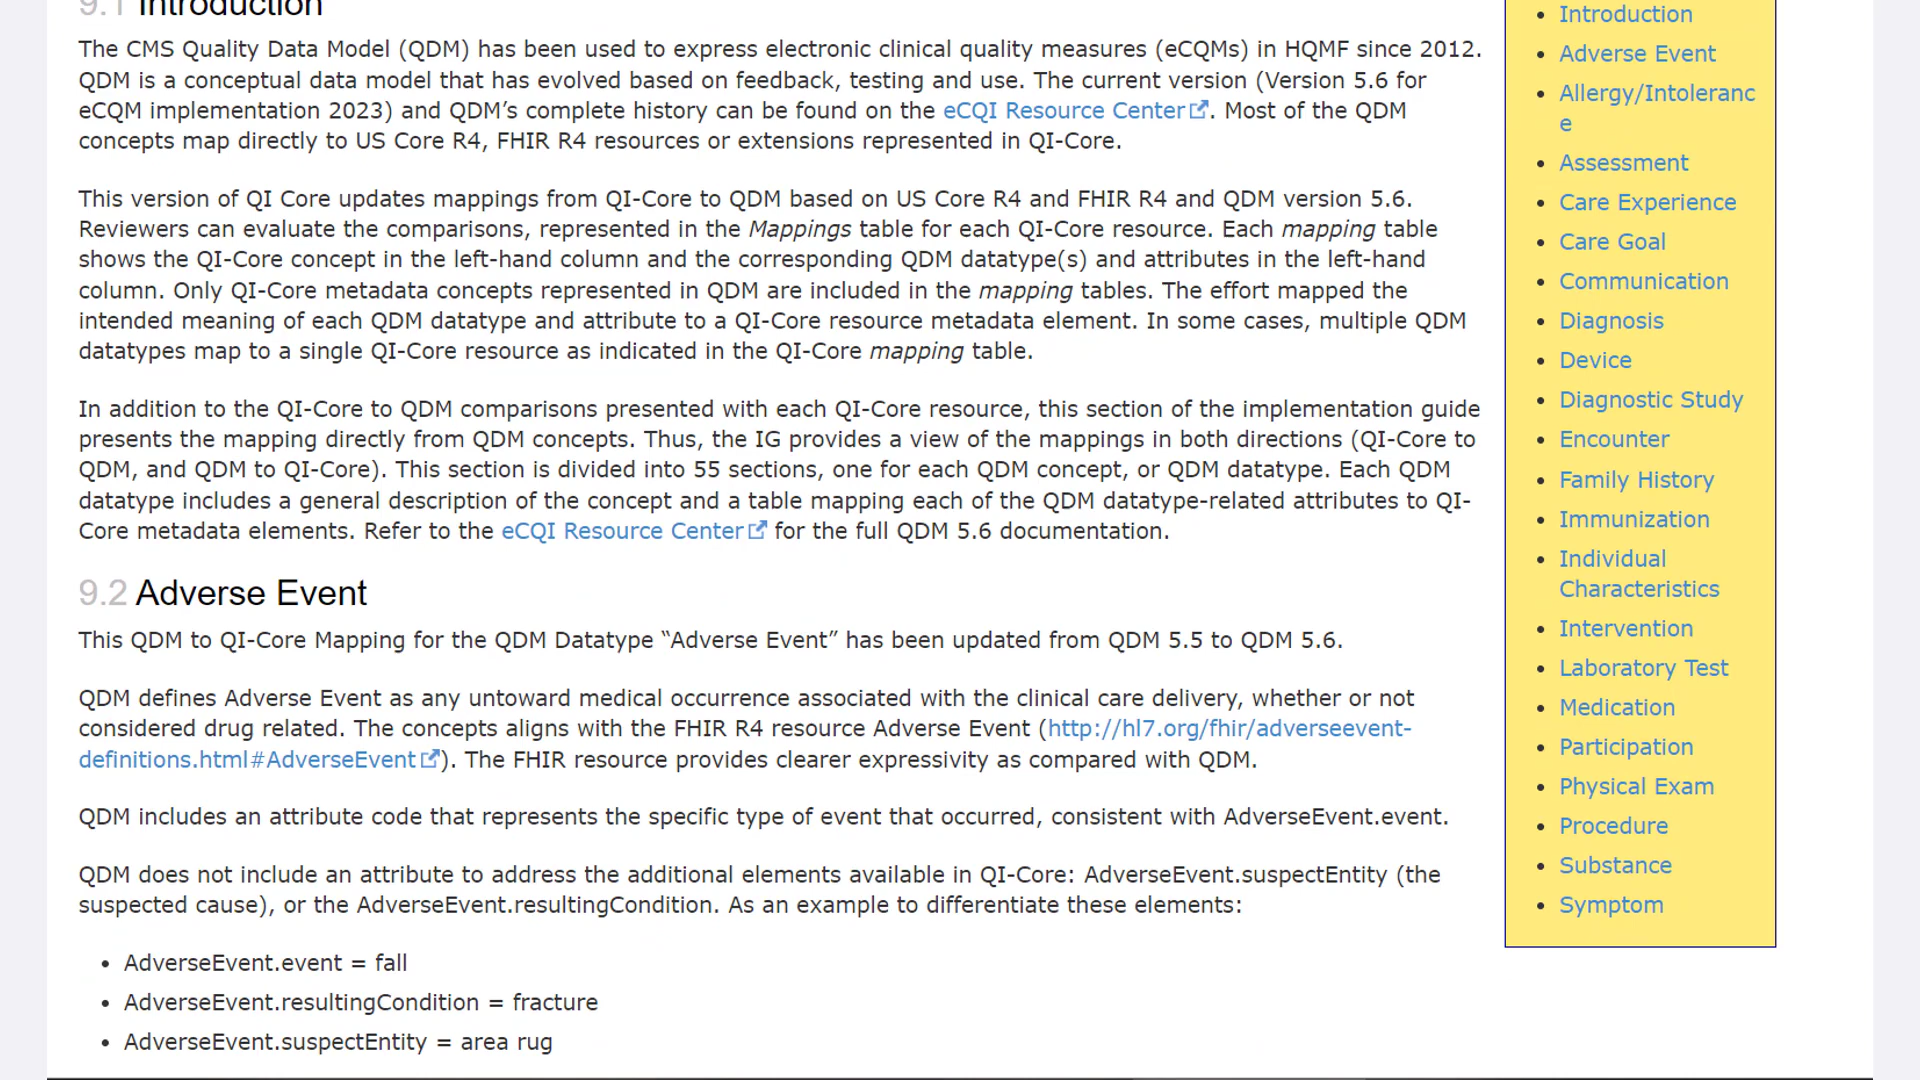 9.1 Introduction
The CMS Quality Data Model (QDM) has been used to express electronic clinical quality measures (eCQMs) in HQMF since 2012.
QDM is a conceptual data model that has evolved based on feedback, testing and use. The current version (Version 5.6 for
eCQM implementation 2023) and QDM’s complete history can be found on the eCQI Resource Center. Most of the QDM
concepts map directly to US Core R4, FHIR R4 resources or extensions represented in QI-Core.
This version of QI Core updates mappings from QI-Core to QDM based on US Core R4 and FHIR R4 and QDM version 5.6.
Reviewers can evaluate the comparisons, represented in the Mappings table for each QI-Core resource. Each mapping table
shows the QI-Core concept in the left-hand column and the corresponding QDM datatype(s) and attributes in the left-hand
column. Only QI-Core metadata concepts represented in QDM are included in the mapping tables. The effort mapped the
intended meaning of each QDM datatype and attribute to a QI-Core resource metadata element. In some cases, multiple QDM
datatypes map to a single QI-Core resource as indicated in the QI-Core mapping table.
In addition to the QI-Core to QDM comparisons presented with each QI-Core resource, this section of the implementation guide
presents the mapping directly from QDM concepts. Thus, the IG provides a view of the mappings in both directions (QI-Core to
QDM, and QDM to QI-Core). This section is divided into 55 sections, one for each QDM concept, or QDM datatype. Each QDM
datatype includes a general description of the concept and a table mapping each of the QDM datatype-related attributes to QI-
Core metadata elements. Refer to the eCQI Resource Center for the full QDM 5.6 documentation.
9.2 Adverse Event
This QDM to QI-Core Mapping for the QDM Datatype “Adverse Event” has been updated from QDM 5.5 to QDM 5.6.
QDM defines Adverse Event as any untoward medical occurrence associated with the clinical care delivery, whether or not
considered drug related. The concepts aligns with the FHIR R4 resource Adverse Event (http://hl7.org/fhir/adverseevent-
definitions.html#AdverseEvent). The FHIR resource provides clearer expressivity as compared with QDM.
QDM includes an attribute code that represents the specific type of event that occurred, consistent with AdverseEvent.event.
QDM does not include an attribute to address the additional elements available in QI-Core: AdverseEvent.suspectEntity (the
suspected cause), or the AdverseEvent.resultingCondition. As an example to differentiate these elements:
• AdverseEvent.event = fall
• AdverseEvent.resultingCondition = fracture
• AdverseEvent.suspectEntity = area rug
• Introduction
• Adverse Event
• Allergy/Intoleranc
e
• Assessment
• Care Experience
• Care Goal
• Communication
• Diagnosis
• Device
• Diagnostic Study
• Encounter
• Family History
• Immunization
• Individual
Characteristics
• Intervention
• Laboratory Test
• Medication
• Participation
• Physical Exam
• Procedure
• Substance
• Symptom